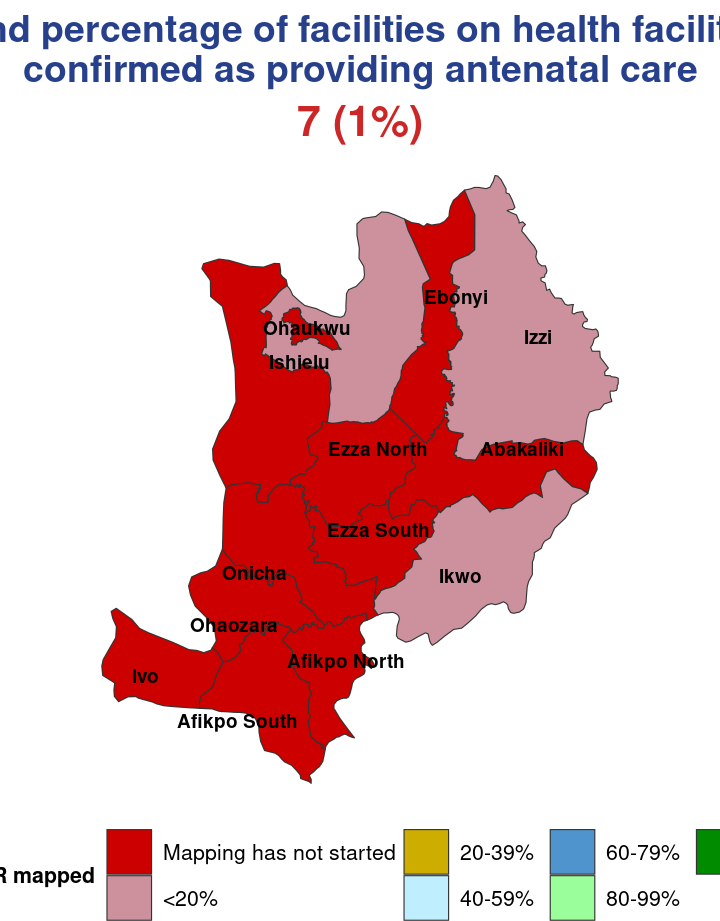 percentage of facilities on health
confirmed as providing antenatal care
7 (1%)
Ebonyi
Ohaukwu
Izzi
Ishielu
Ezza North
Abakaliki
Ezza South
Onicha
Ikwo
Ohaozara
Afikpo North
Ivo
Afikpo South
Mapping has not started
20-39%
60-79%
mapped
<20%
40-59%
80-99%